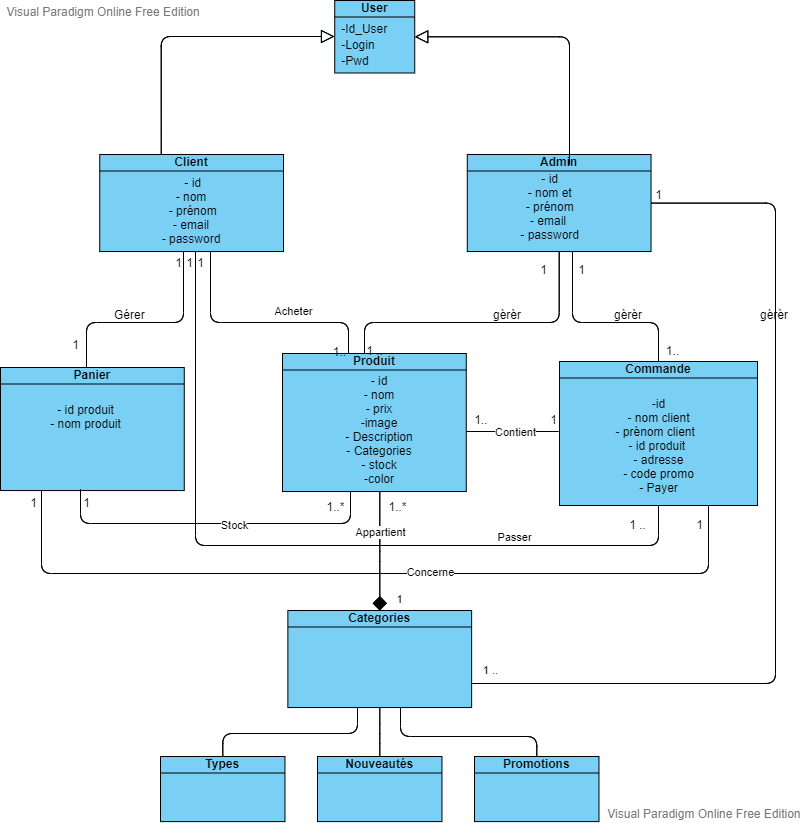 Visual Paradigm Online Free Edition
User
-Id_User
-Login
-Pwd
Client
- id
- nom
- prénom
- email
- password
Admin
- id
- nom et
- prénom
- email
- password
1
1
1
1
1
1
Gérer
Acheter
gèrèr
gèrèr
gèrèr
1
1..
1..
1..
Panier
- id produit
- nom produit
Produit
- id
- nom
- prix
-image
- Description
- Categories
- stock
-color
Commande
-id
- nom client
- prènom client
- id produit
- adresse
- code promo
- Payer
1..
1
Contient
1
1
1..*
1..*
1 ..
1
Stock
Appartient
Passer
Concerne
1
Categories
1 ..
Types
Nouveautés
Promotions
Visual Paradigm Online Free Edition